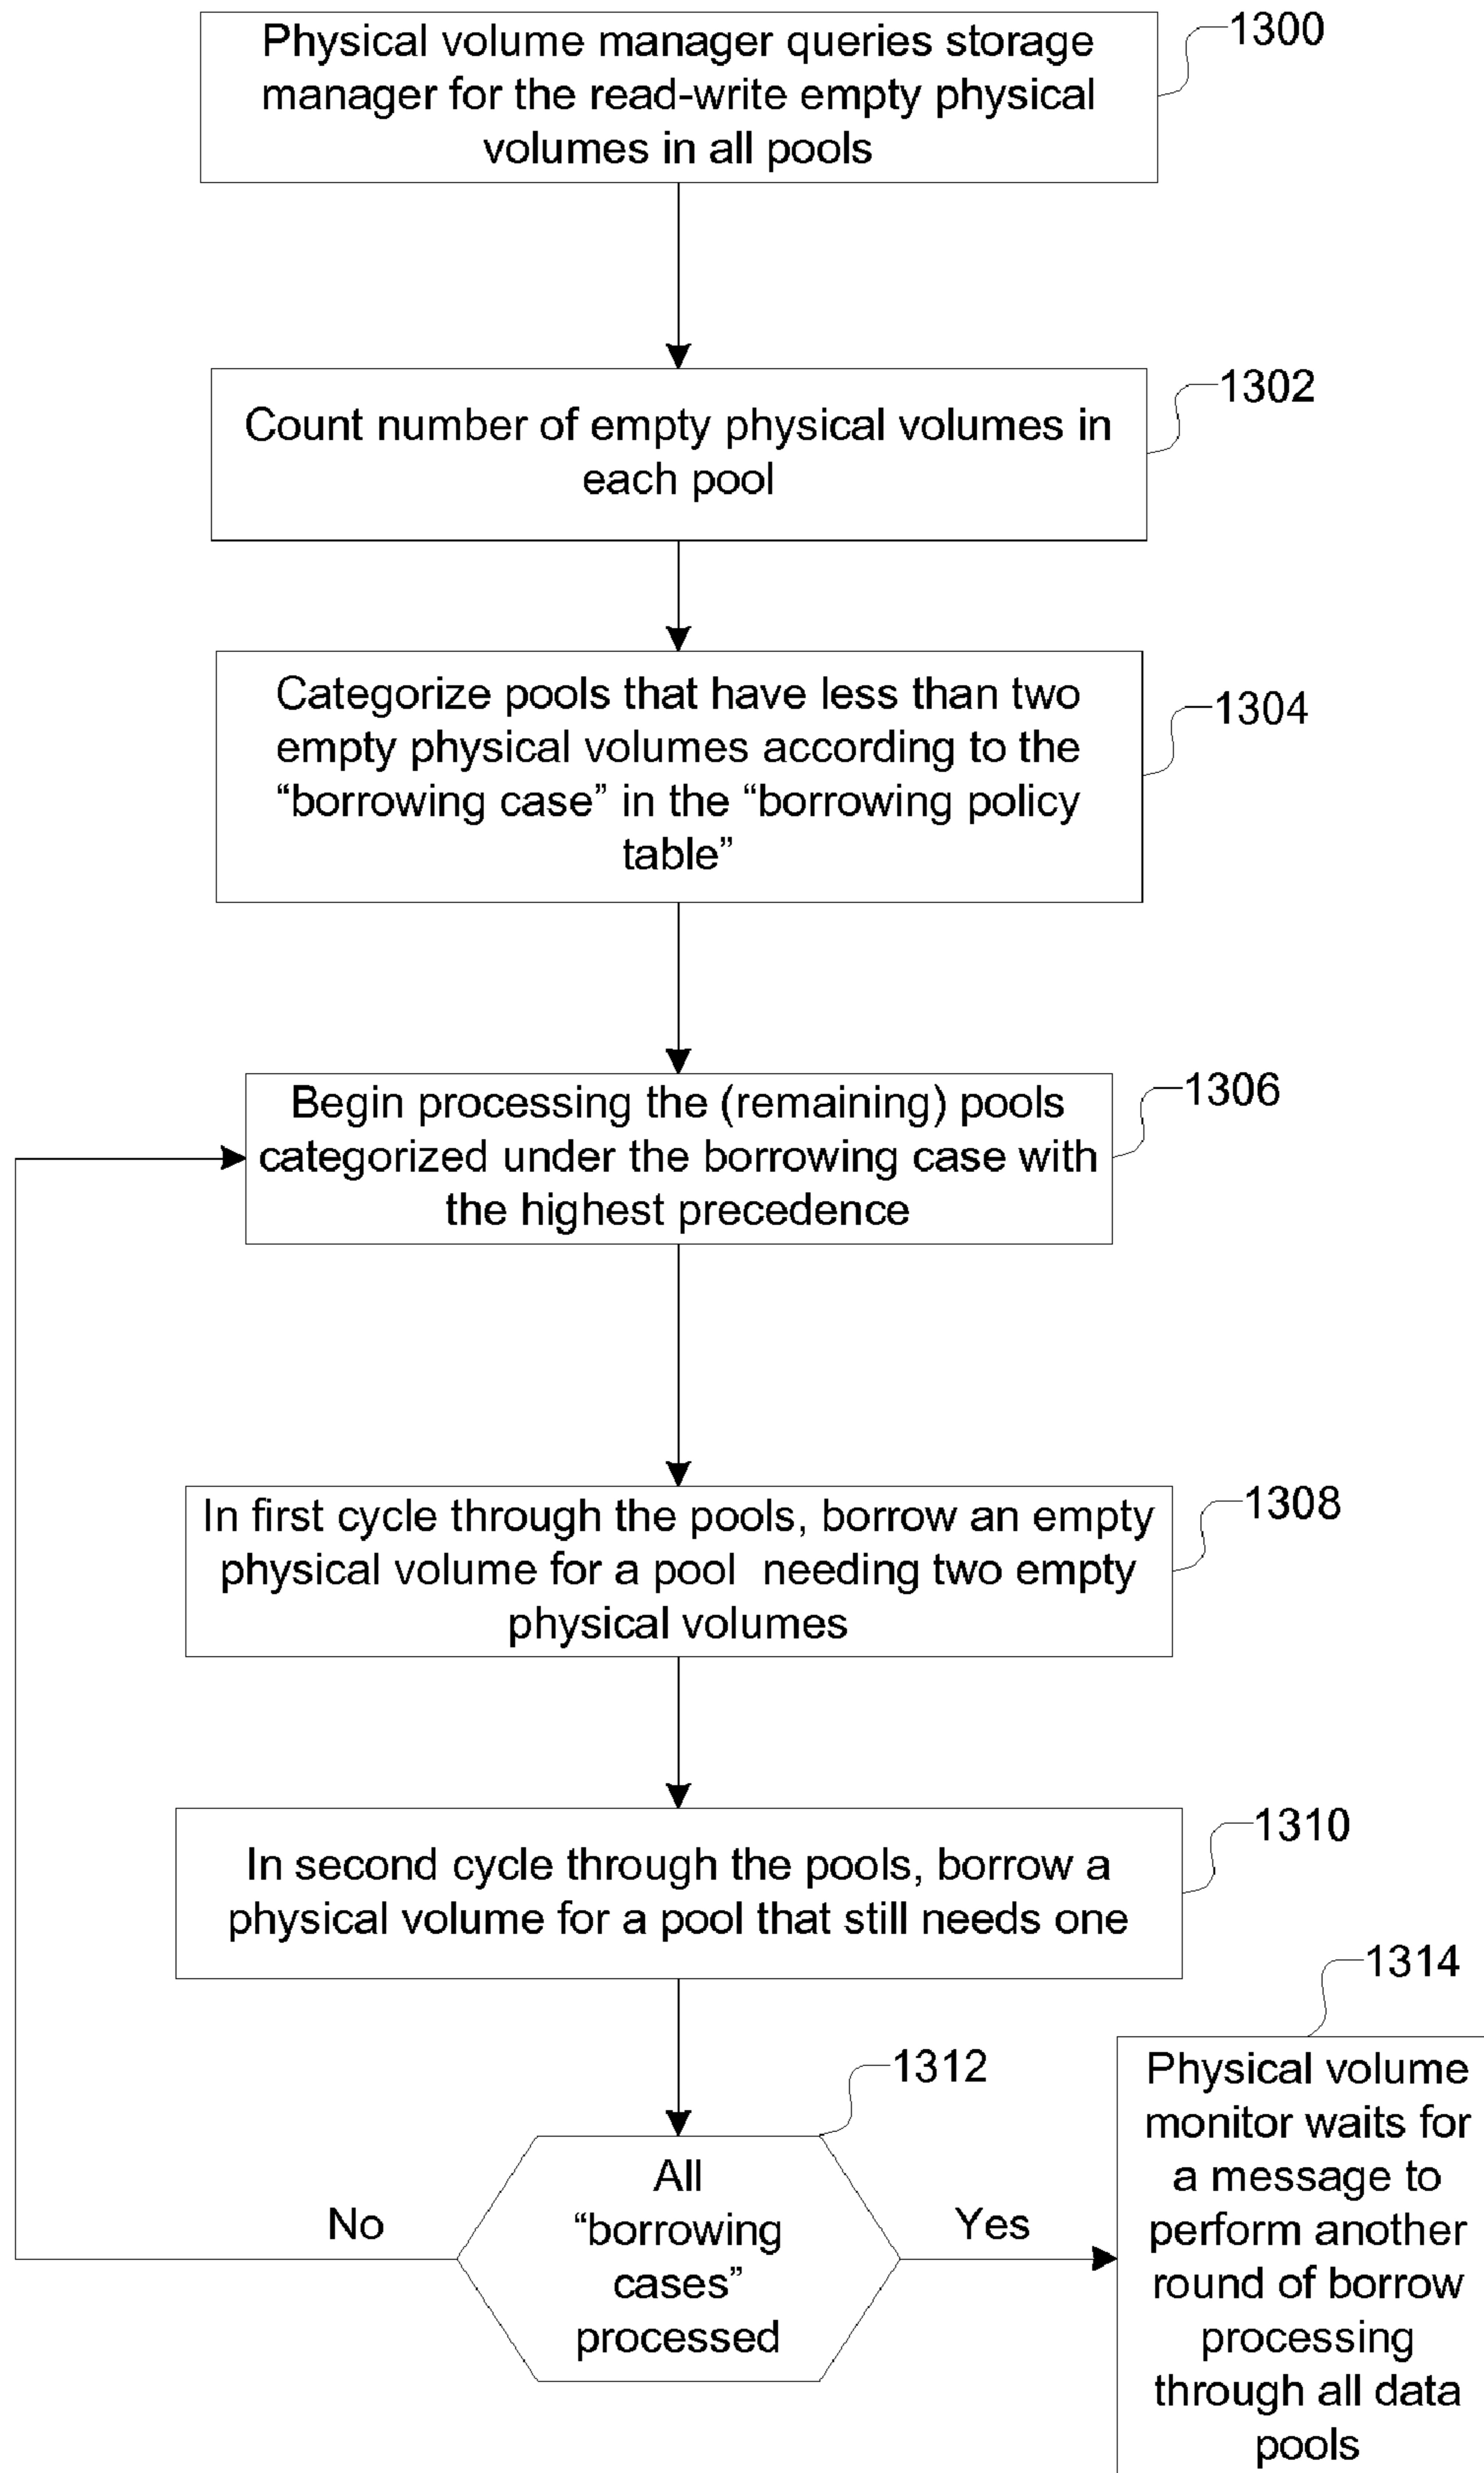 Physical volume manager queries storage
manager for the read-write empty physical
volumes in all pools
1300
Count number of empty physical volumes in
each pool
1302
Categorize pools that have less than two
empty physical volumes according to the
“borrowing case” in the “borrowing policy
table”
1304
Begin processing the (remaining) pools
categorized under the borrowing case with
the highest precedence
1306
In first cycle through the pools, borrow an empty
physical volume for a pool needing two empty
physical volumes
1308
In second cycle through the pools, borrow a
physical volume for a pool that still needs one
1310
All
“borrowing
cases”
processed
1312
No
Yes
1314
Physical volume
monitor waits for
a message to
perform another
round of borrow
processing
through all data
pools